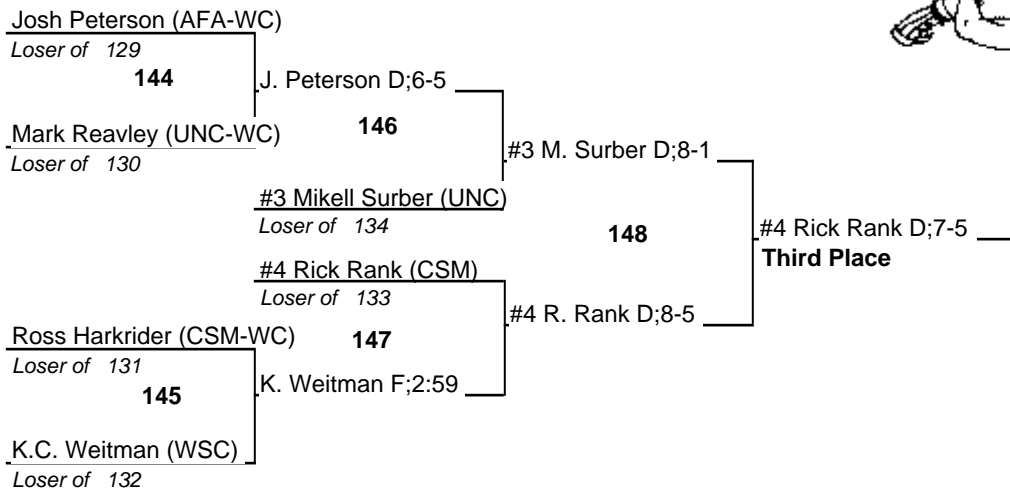 Josh Peterson (AFA-WC)
Loser of 129
144
J. Peterson D;6-5
Mark Reavley (UNC-WC)
Loser of 130
146
#3 M. Surber D;8-1
#3 Mikell Surber (UNC)
Loser of 134
148
#4 Rick Rank D;7-5
Third Place
#4 Rick Rank (CSM)
Loser of 133
147
#4 R. Rank D;8-5
Ross Harkrider (CSM-WC)
Loser of 131
145
K. Weitman F;2:59
K.C. Weitman (WSC)
Loser of 132